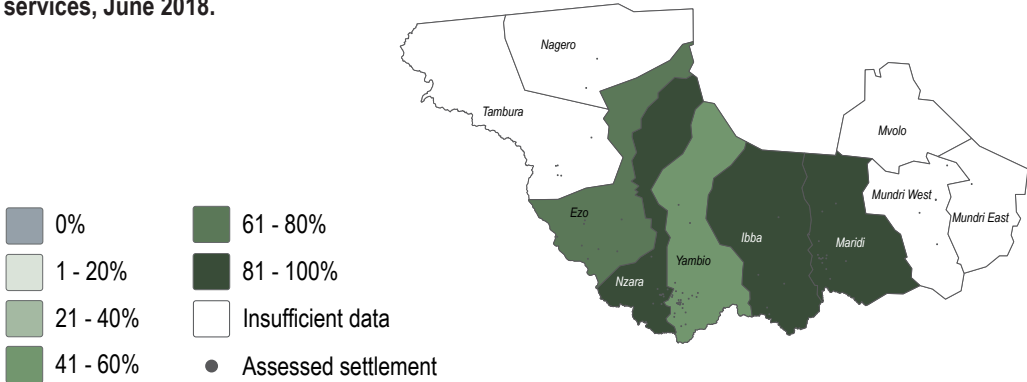 services, June 2018.
Nagero
Tambura
Mvolo
Mundri West
Mundri East
Ezo
Ibba
Maridi
Yambio
Nzara
0%
1 - 20%
21 - 40%
41 - 60%
61 - 80%
81 - 100%
Insufficient data
Assessed settlement